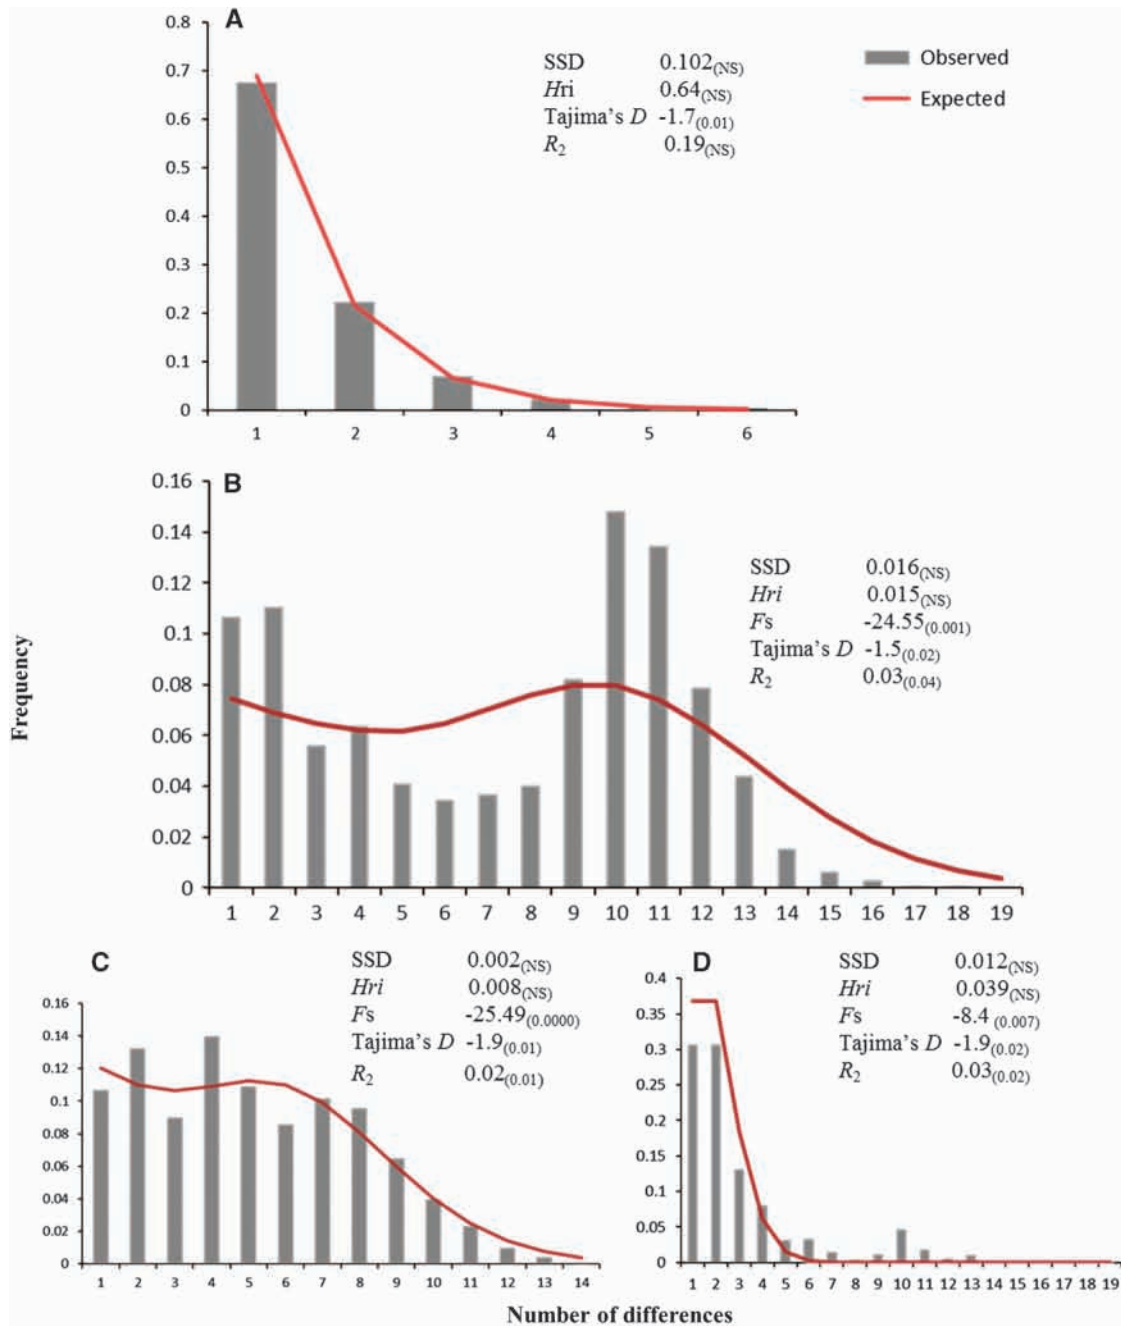 A
0.8
0.7
0.6
0.5
0.4
0.3
0.2
0.1
0
1 2 3 4 5 6
SSD 0.102(NS)
Hri 0.64(NS)
Tajima's D -1.7(0.01)
R2 0.19(NS)
Observed
Expected
B
0.16
0.14
0.12
0.1
0.08
0.06
0.04
0.02
0
1 2 3 4 5 6 7 8 9 10 11 12 13 14 15 16 17 18 19
SSD 0.016(NS)
Hri 0.015(NS)
Fs -24.55(0.001)
Tajima's D -1.5(0.02)
R2 0.03(0.04)
Frequency
C
0.16
0.14
0.12
0.1
0.08
0.06
0.04
0.02
0
1 2 3 4 5 6 7 8 9 10 11 12 13 14
SSD 0.002(NS)
Hri 0.008(NS)
Fs -25.49(0.0000)
Tajima's D -1.9(0.01)
R2 0.02(0.01)
D
0.4
0.35
0.3
0.25
0.2
0.15
0.1
0.05
0
1 2 3 4 5 6 7 8 9 10 11 12 13 14 15 16 17 18 19
SSD 0.012(NS)
Hri 0.039(NS)
Fs -8.4(0.007)
Tajima's D -1.9(0.02)
R2 0.03(0.02)
Number of differences